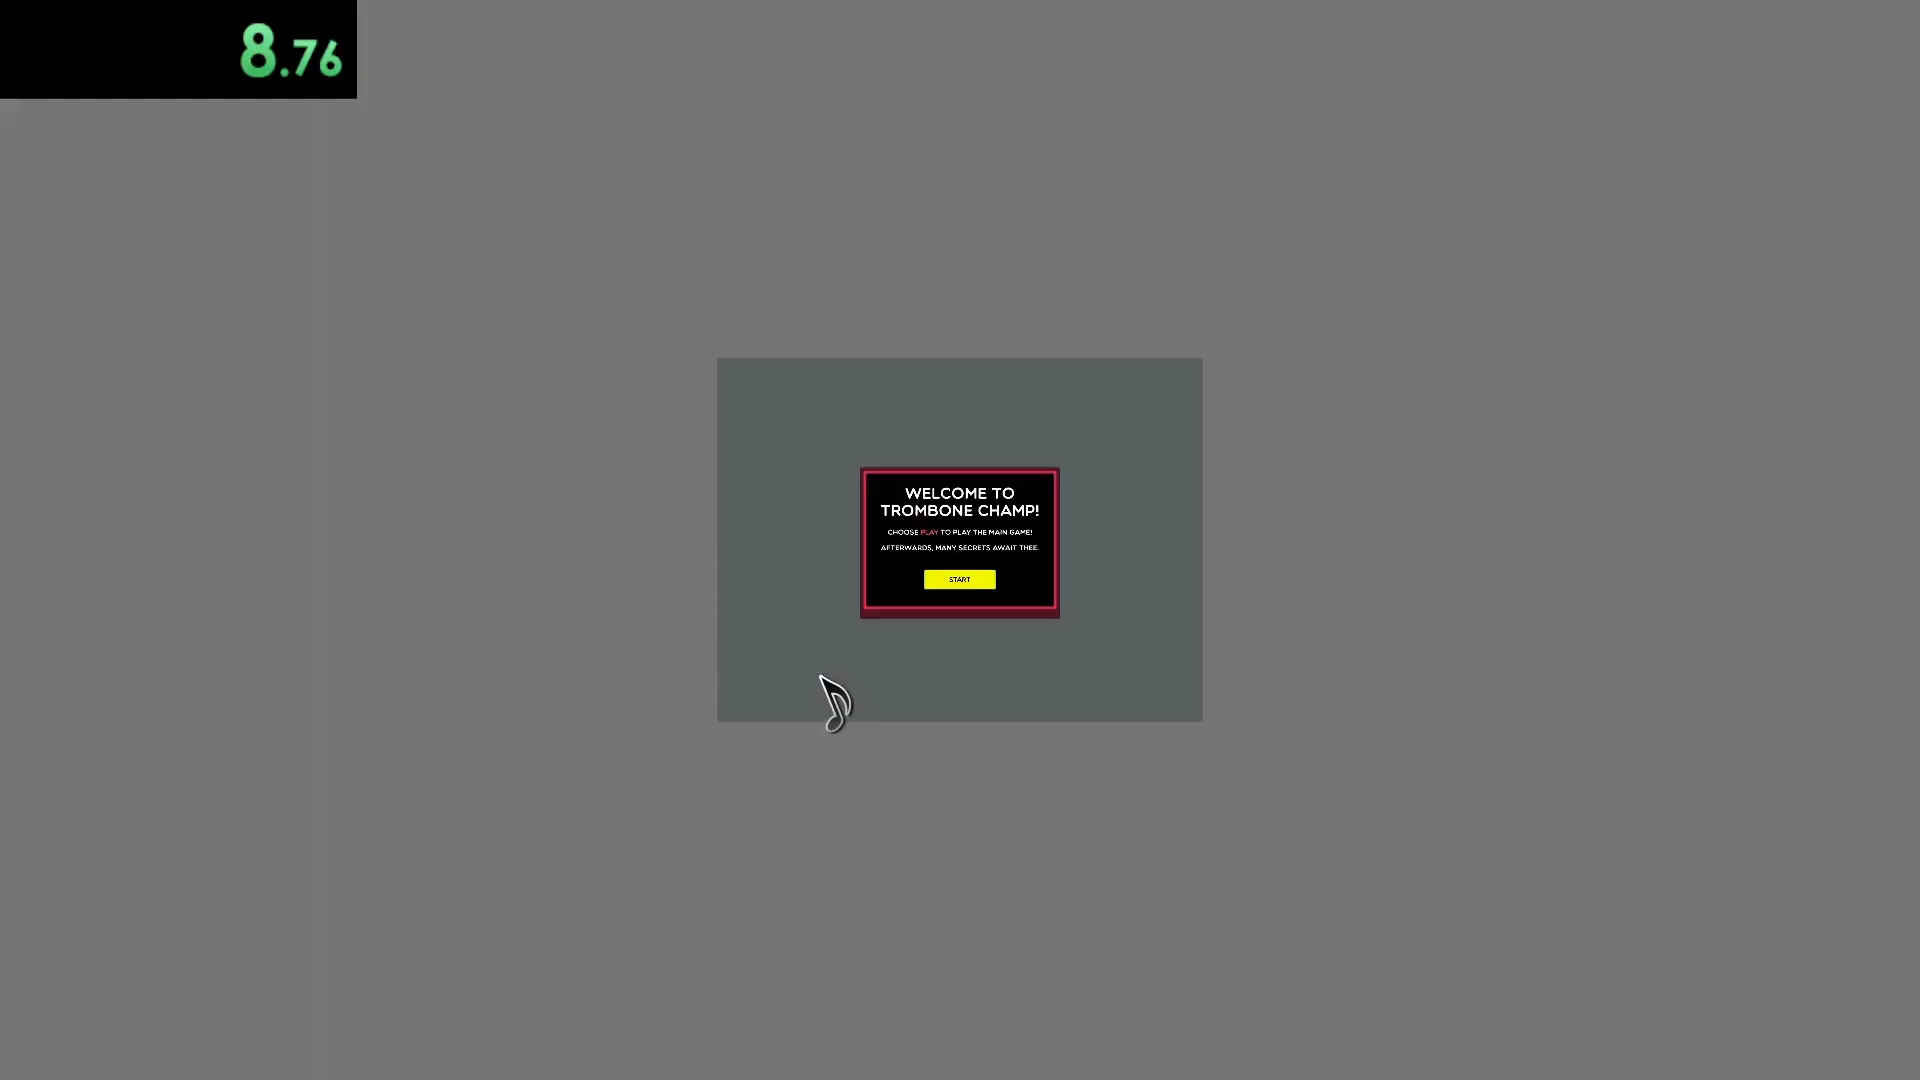 8.76
WELCOME TO
TROMBONE CHAMP!
CHOOSE PLAY TO PLAY THE MAIN GAME!
AFTERWARDS, MANY SECRETS AWAIT THEE.
START